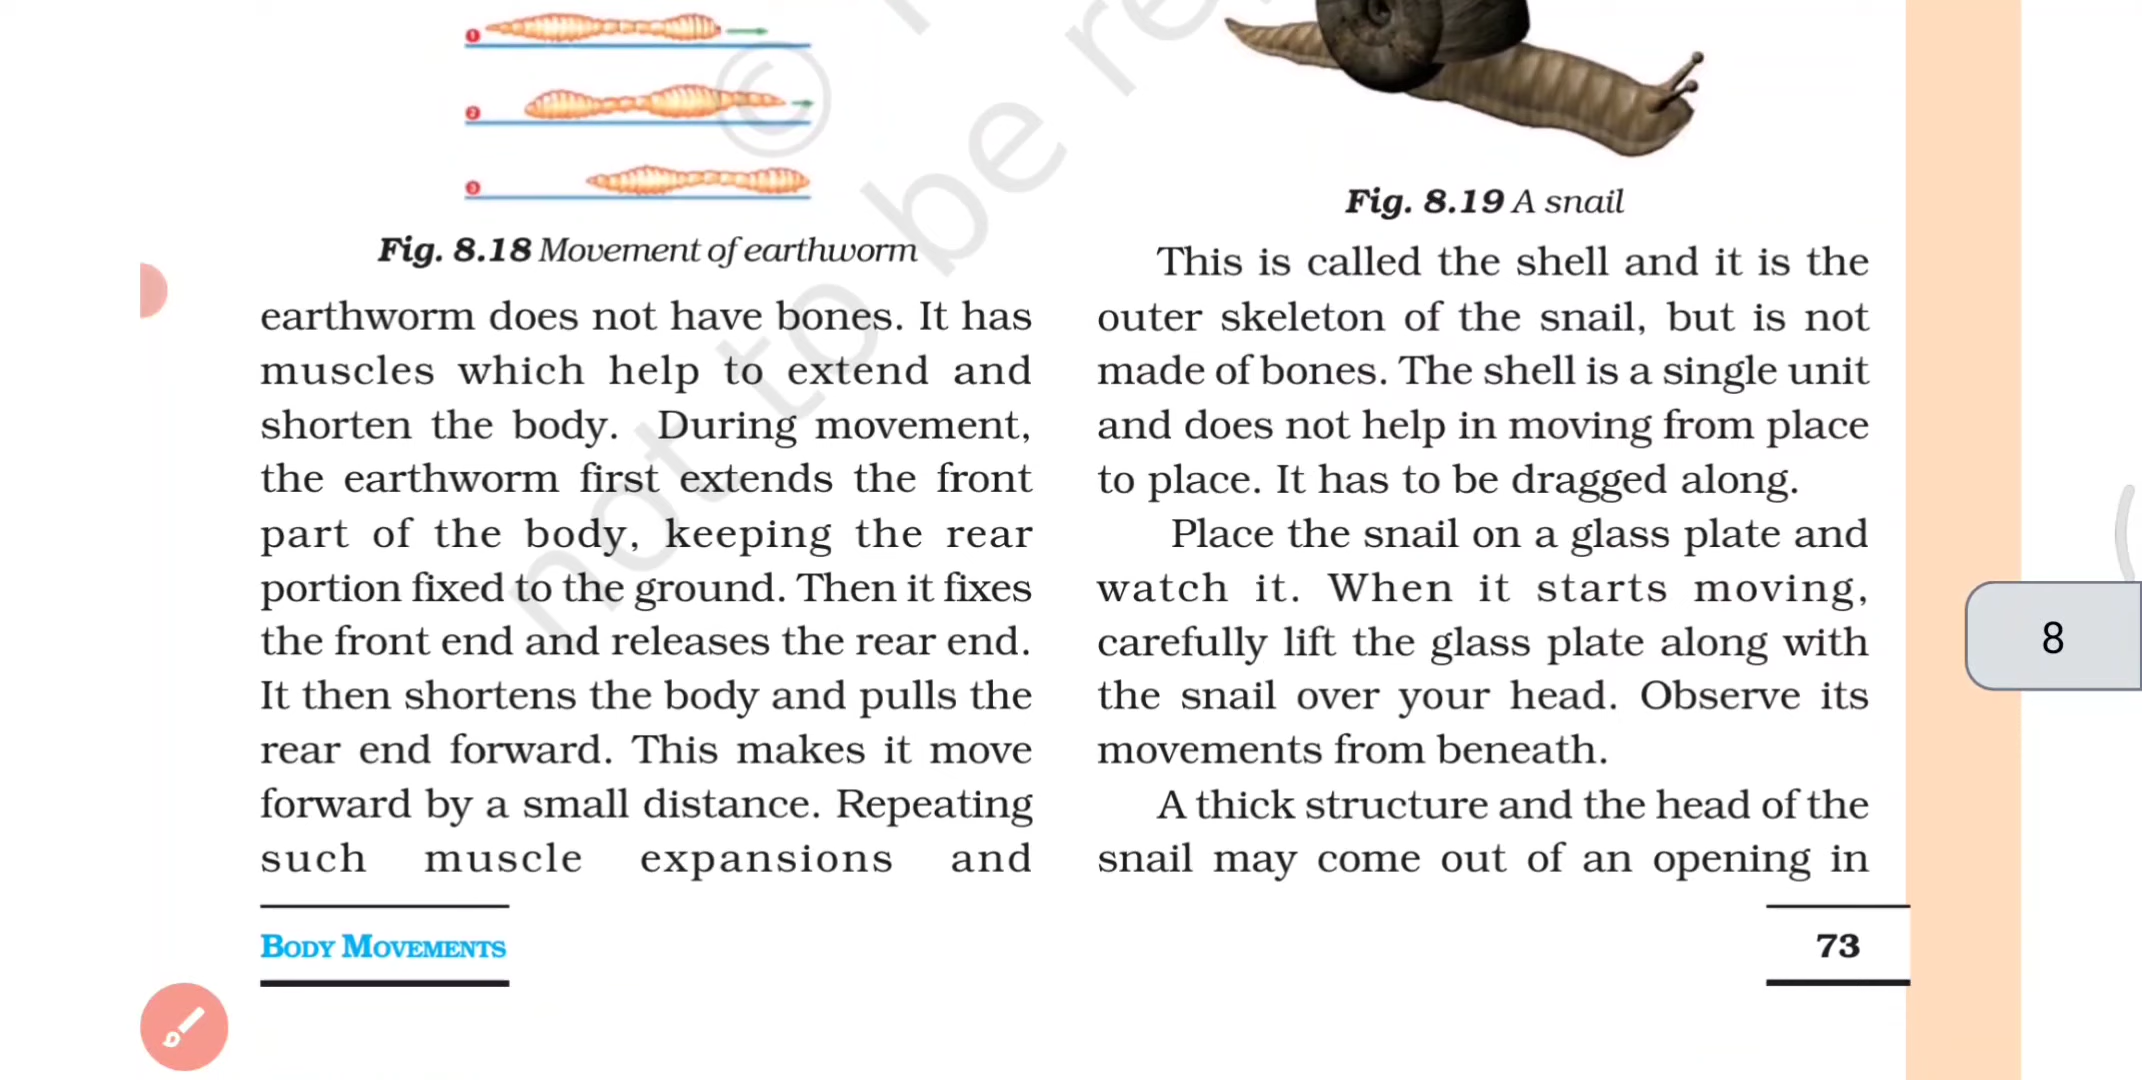 1
2
3
Fig. 8.18 Movement of earthworm
earthworm does not have bones. It has
muscles which help to extend and
shorten the body. During movement,
the earthworm first extends the front
part of the body, keeping the rear
portion fixed to the ground. Then it fixes
the front end and releases the rear end.
It then shortens the body and pulls the
rear end forward. This makes it move
forward by a small distance. Repeating
such muscle expansions and
BODY MOVEMENTS
Fig. 8.19 A snail
This is called the shell and it is the
outer skeleton of the snail, but is not
made of bones. The shell is a single unit
and does not help in moving from place
to place. It has to be dragged along.
Place the snail on a glass plate and
watch it. When it starts moving,
carefully lift the glass plate along with
the snail over your head. Observe its
movements from beneath.
A thick structure and the head of the
snail may come out of an opening in
73
8
©
not to be re